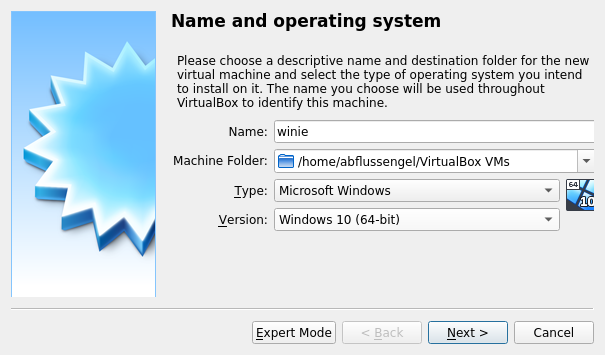 Name and operating system
Please choose a descriptive name and destination folder for the new
virtual machine and select the type of operating system you intend
to install on it. The name you choose will be used throughout
VirtualBox to identify this machine.
Name: winie
Machine Folder: /home/abflussengel/VirtualBox VMs
Type: Microsoft Windows
64
10
Version: Windows 10 (64-bit)
Expert Mode < Back Next > Cancel